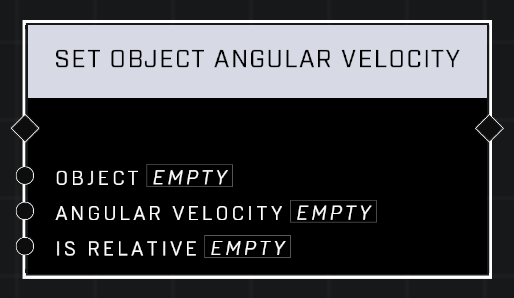 SET OBJECT ANGULAR VELOCITY
OBJECT EMPTY
ANGULAR VELOCITY EMPTY
IS RELATIVE EMPTY